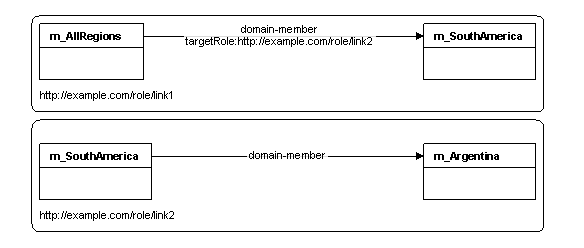 m_AllRegions
domain-member
targetRole:http://example.com/role/link2
m_SouthAmerica
http://example.com/role/link1
m_SouthAmerica
domain-member
m_Argentina
http://example.com/role/link2